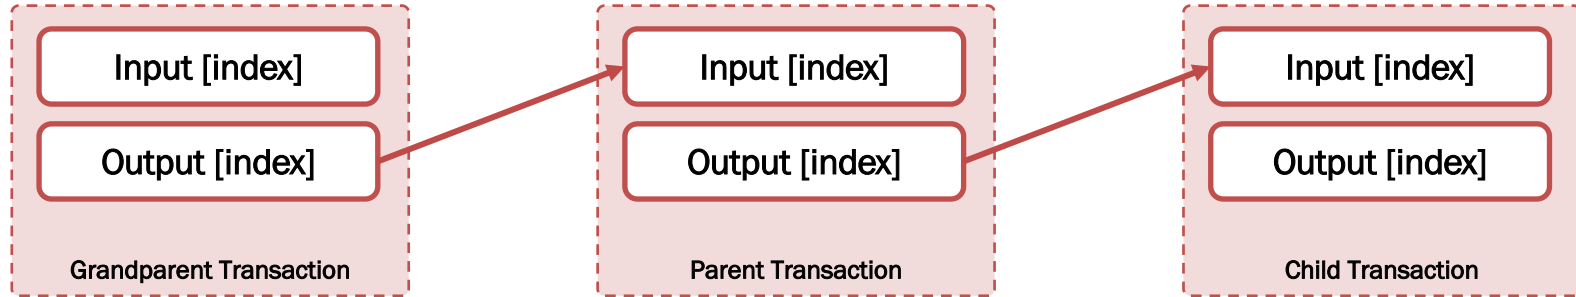 Input [index]
Output [index]
Grandparent Transaction
Input [index]
Output [index]
Parent Transaction
Input [index]
Output [index]
Child Transaction